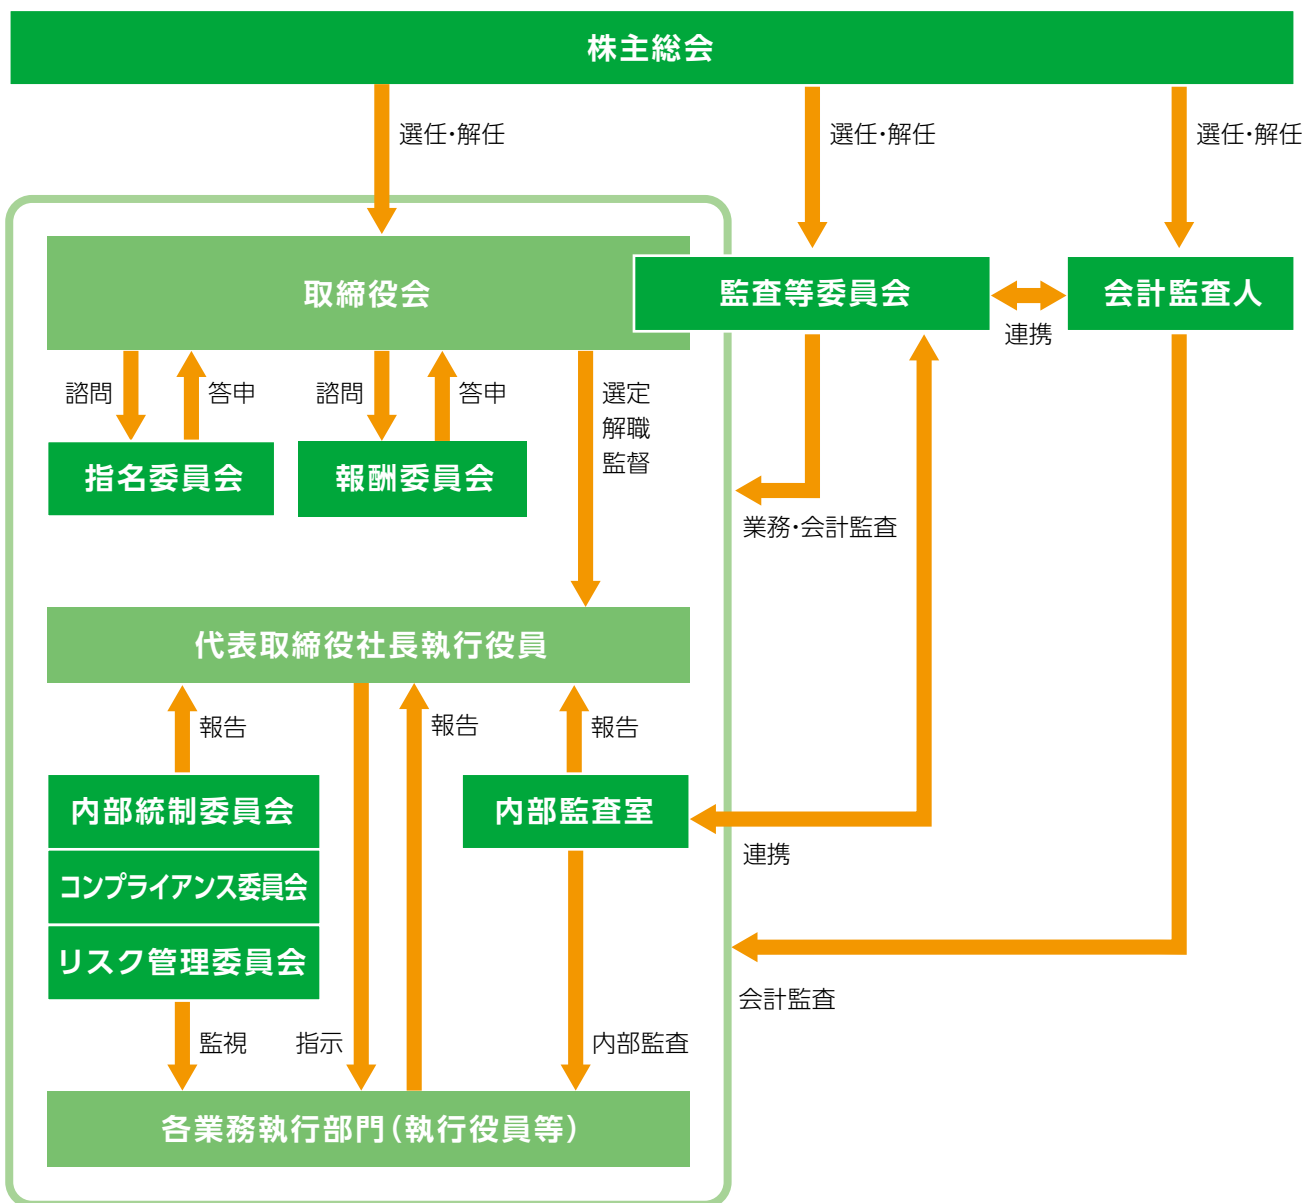 株主総会
選任・解任
選任・解任
選任・解任
取締役会
監査等委員会
会計監査人
連携
諮問
答申
諮問
答申
選定
解職
監督
指名委員会
報酬委員会
業務・会計監査
代表取締役社長執行役員
報告
報告
報告
内部統制委員会
内部監査室
連携
コンプライアンス委員会
リスク管理委員会
会計監査
監視
指示
内部監査
各業務執行部門（執行役員等）